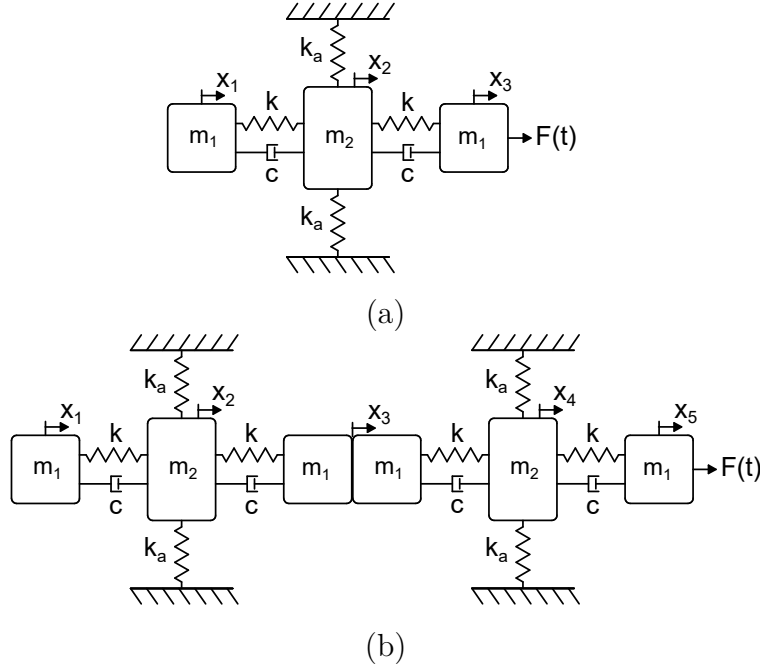 kₐ
x₂
x₁
x₃
k
k
m₁
m₂
m₁
F(t)
c
c
kₐ
(a)
kₐ
kₐ
x₁
x₂
x₃
x₄
x₅
k
k
k
k
m₁
m₂
m₁
m₁
m₂
m₁
F(t)
c
c
c
c
kₐ
kₐ
(b)